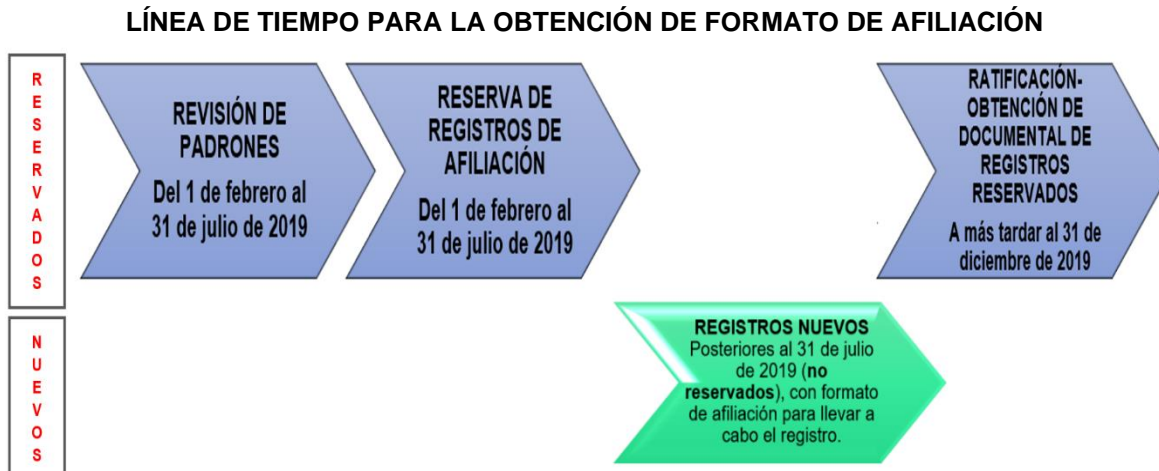 LÍNEA DE TIEMPO PARA LA OBTENCIÓN DE FORMATO DE AFILIACIÓN
RESERVADOS
REVISIÓN DE
PADRONES
Del 1 de febrero al
31 de julio de 2019
RESERVA DE
REGISTROS DE
AFILIACIÓN
Del 1 de febrero al
31 de julio de 2019
RATIFICACIÓN-
OBTENCIÓN DE
DOCUMENTAL DE
REGISTROS
RESERVADOS
A más tardar al 31 de
diciembre de 2019
NUEVOS
REGISTROS NUEVOS
Posteriores al 31 de julio
de 2019 (no
reservados), con formato
de afiliación para llevar a
cabo el registro.